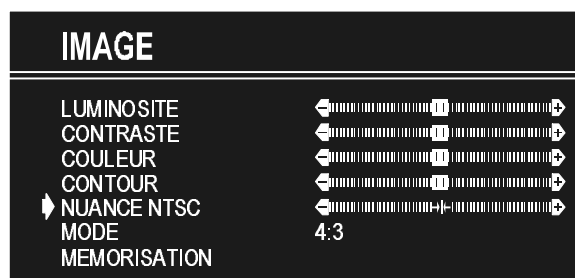 IMAGE
LUMINOSITE
CONTRASTE
COULEUR
CONTOUR
NUANCE NTSC
MODE 4:3
MEMORISATION